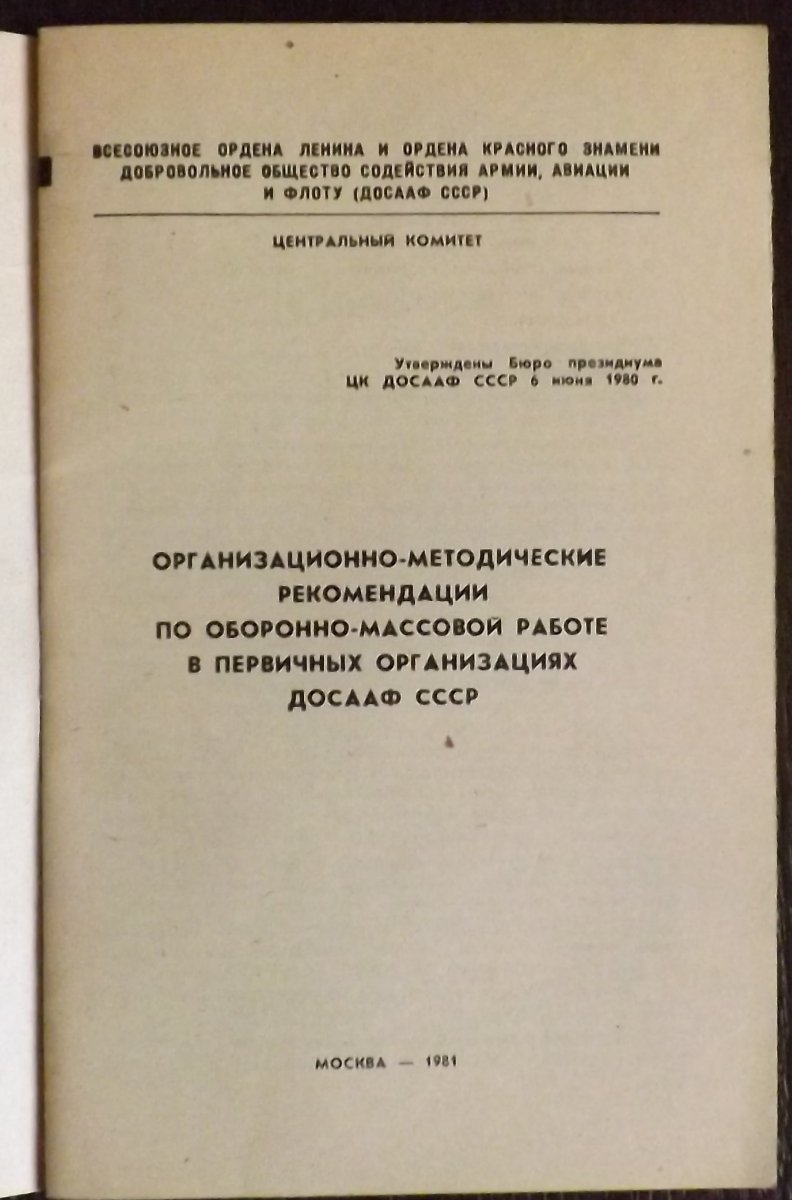 ВСЕСОЮЗНОЕ ОРДЕНА ЛЕНИНА И ОРДЕНА КРАСНОГО ЗНАМЕНИ
ДОБРОВОЛЬНОЕ ОБЩЕСТВО СОДЕЙСТВИЯ АРМИИ, АВИАЦИИ
И ФЛОТУ (ДОСААФ СССР)
ЦЕНТРАЛЬНЫЙ КОМИТЕТ
Утверждены Бюро президиума
ЦК ДОСААФ СССР 6 июня 1980 г.
ОРГАНИЗАЦИОННО-МЕТОДИЧЕСКИЕ
РЕКОМЕНДАЦИИ
ПО ОБОРОННО-МАССОВОЙ РАБОТЕ
В ПЕРВИЧНЫХ ОРГАНИЗАЦИЯХ
ДОСААФ СССР
МОСКВА — 1981